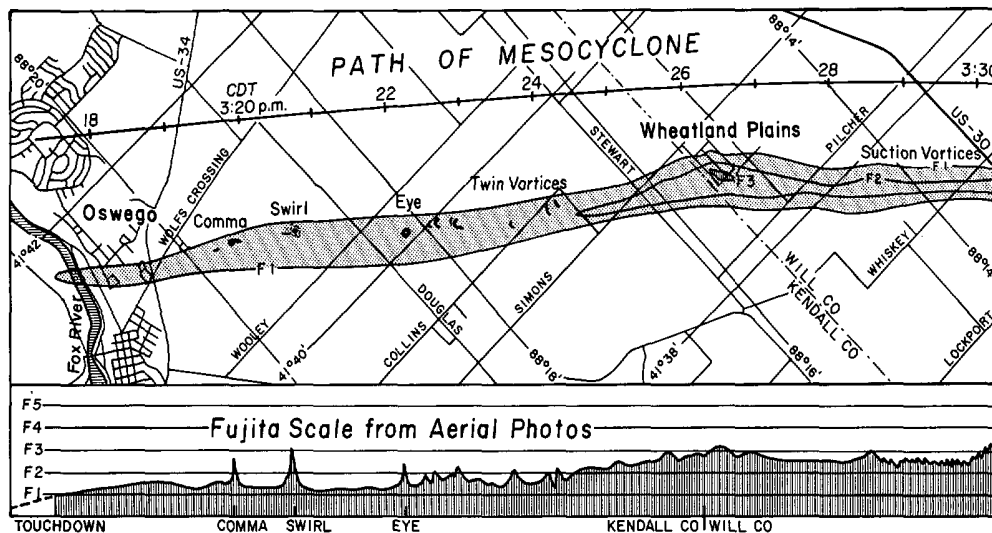 88°20'
US-34
PATH OF MESOCYCLONE
88°14'
CDT
3:20 p.m.
18
22
24
26
28
3:30
STEWART
Wheatland Plains
PILCHER
US-30
WOLFS CROSSING
Twin Vortices
Suction Vortices
F1
F2
F3
Oswego
Comma
Swirl
Eye
41°42'
F1
Fox River
WOOLEY
COLLINS
DOUGLAS
SIMONS
WILL CO
KENDALL CO
WHISKEY
LOCKPORT
41°40'
88°18'
41°38'
88°16'
F5
F4
F3
F2
F1
Fujita Scale from Aerial Photos
TOUCHDOWN
COMMA
SWIRL
EYE
KENDALL CO
WILL CO